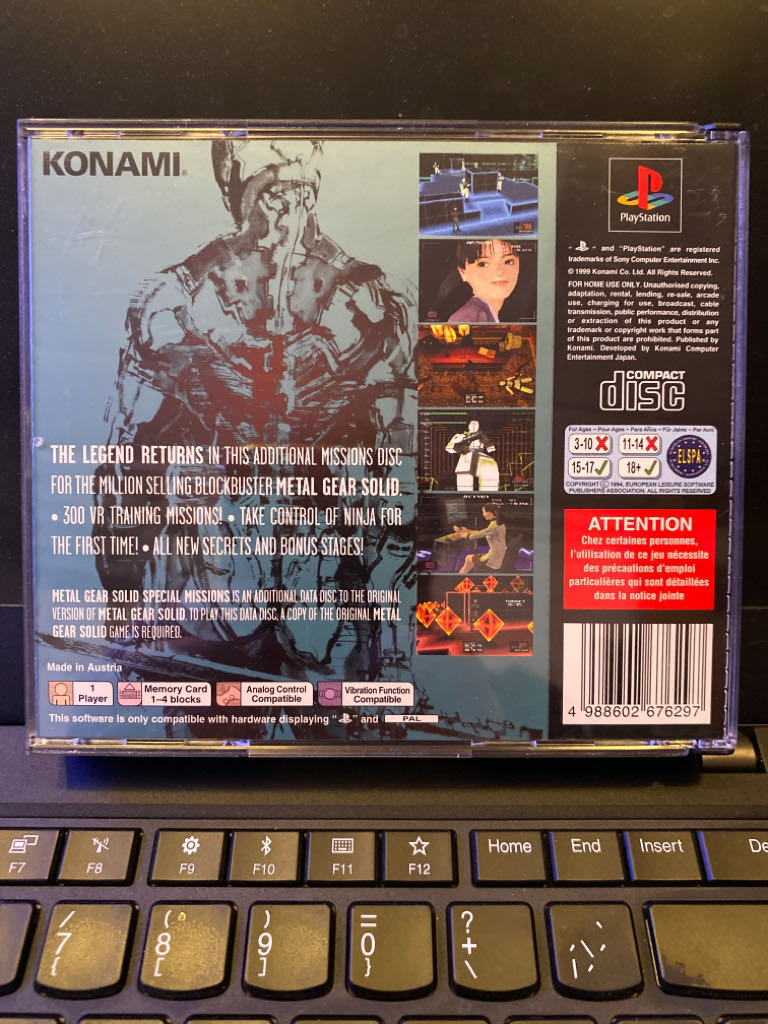 KONAMI®
THE LEGEND RETURNS IN THIS ADDITIONAL MISSIONS DISC
FOR THE MILLION SELLING BLOCKBUSTER METAL GEAR SOLID.
• 300 VR TRAINING MISSIONS! • TAKE CONTROL OF NINJA FOR
THE FIRST TIME! • ALL NEW SECRETS AND BONUS STAGES!
METAL GEAR SOLID SPECIAL MISSIONS IS AN ADDITIONAL DATA DISC TO THE ORIGINAL
VERSION OF METAL GEAR SOLID. TO PLAY THIS DATA DISC, A COPY OF THE ORIGINAL METAL
GEAR SOLID GAME IS REQUIRED.
Made in Austria
1
Player
Memory Card
1–4 blocks
Analog Control
Compatible
Vibration Function
Compatible
This software is only compatible with hardware displaying " " and PAL
PlayStation
" " and "PlayStation" are registered
trademarks of Sony Computer Entertainment Inc.
© 1999 Konami Co. Ltd. All Rights Reserved.
FOR HOME USE ONLY. Unauthorised copying,
adaptation, rental, lending, re-sale, arcade
use, charging for use, broadcast, cable
transmission, public performance, distribution
or extraction of this product or any
trademark or copyright work that forms part
of this product are prohibited. Published by
Konami. Developed by Konami Computer
Entertainment Japan.
COMPACT
disc
For Ages - Pour Ages - Para Años - Für Jahre - Per Anni
3-10 11-14
15-17 18+
ELSPA
COPYRIGHT © 1994, EUROPEAN LEISURE SOFTWARE
PUBLISHERS ASSOCIATION. ALL RIGHTS RESERVED
ATTENTION
Chez certaines personnes,
l'utilisation de ce jeu nécessite
des précautions d'emploi
particulières qui sont détaillées
dans la notice jointe
4 988602 676297
F7 F8 F9 F10 F11 F12 Home End Insert De
/ ( ) = ?
7 8 9 0 +
{ [ ] } \